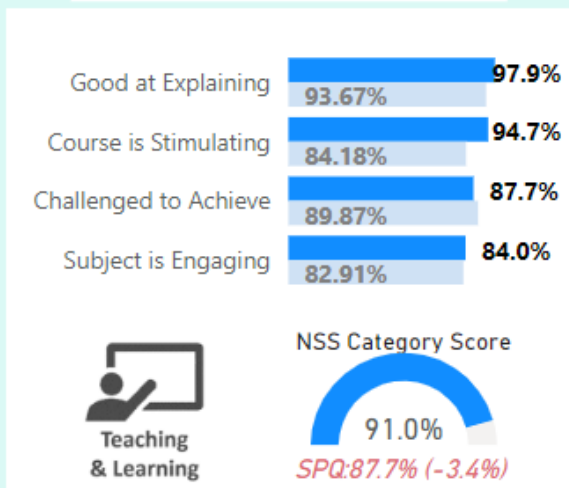 Good at Explaining
97.9%
93.67%
Course is Stimulating
94.7%
84.18%
Challenged to Achieve
87.7%
89.87%
Subject is Engaging
84.0%
82.91%
Teaching
& Learning
NSS Category Score
91.0%
SPQ:87.7% (-3.4%)